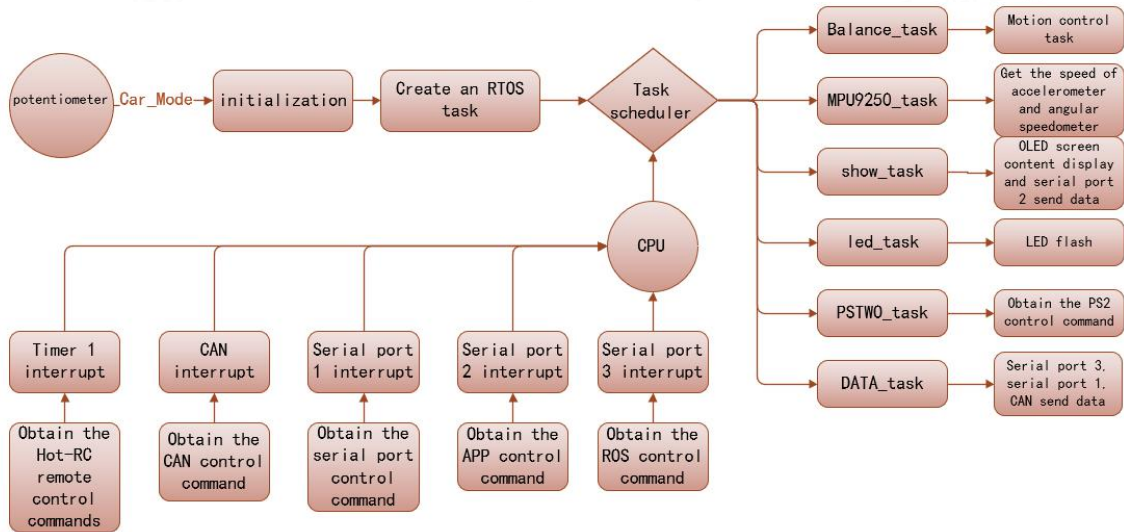 potentiometer
_Car_Mode
initialization
Create an RTOS
task
Task
scheduler
Balance_task
Motion control
task
MPU9250_task
Get the speed of
accelerometer
and angular
speedometer
show_task
OLED screen
content display
and serial port
2 send data
led_task
LED flash
PSTWO_task
Obtain the PS2
control command
DATA_task
Serial port 3,
serial port 1,
CAN send data
CPU
Timer 1
interrupt
CAN
interrupt
Serial port
1 interrupt
Serial port
2 interrupt
Serial port
3 interrupt
Obtain the
Hot-RC
remote
control
commands
Obtain the
CAN control
command
Obtain the
serial port
control
command
Obtain the
APP control
command
Obtain the
ROS control
command